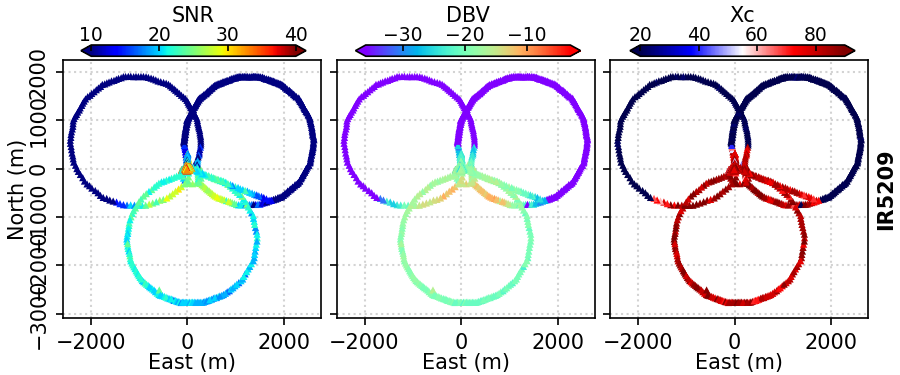 SNR DBV Xc
10 20 30 40 −30 −20 −10 20 40 60 80
2000
1000
0
−1000
−2000
−3000
North (m)
IR5209
−2000 0 2000 −2000 0 2000 −2000 0 2000
East (m) East (m) East (m)